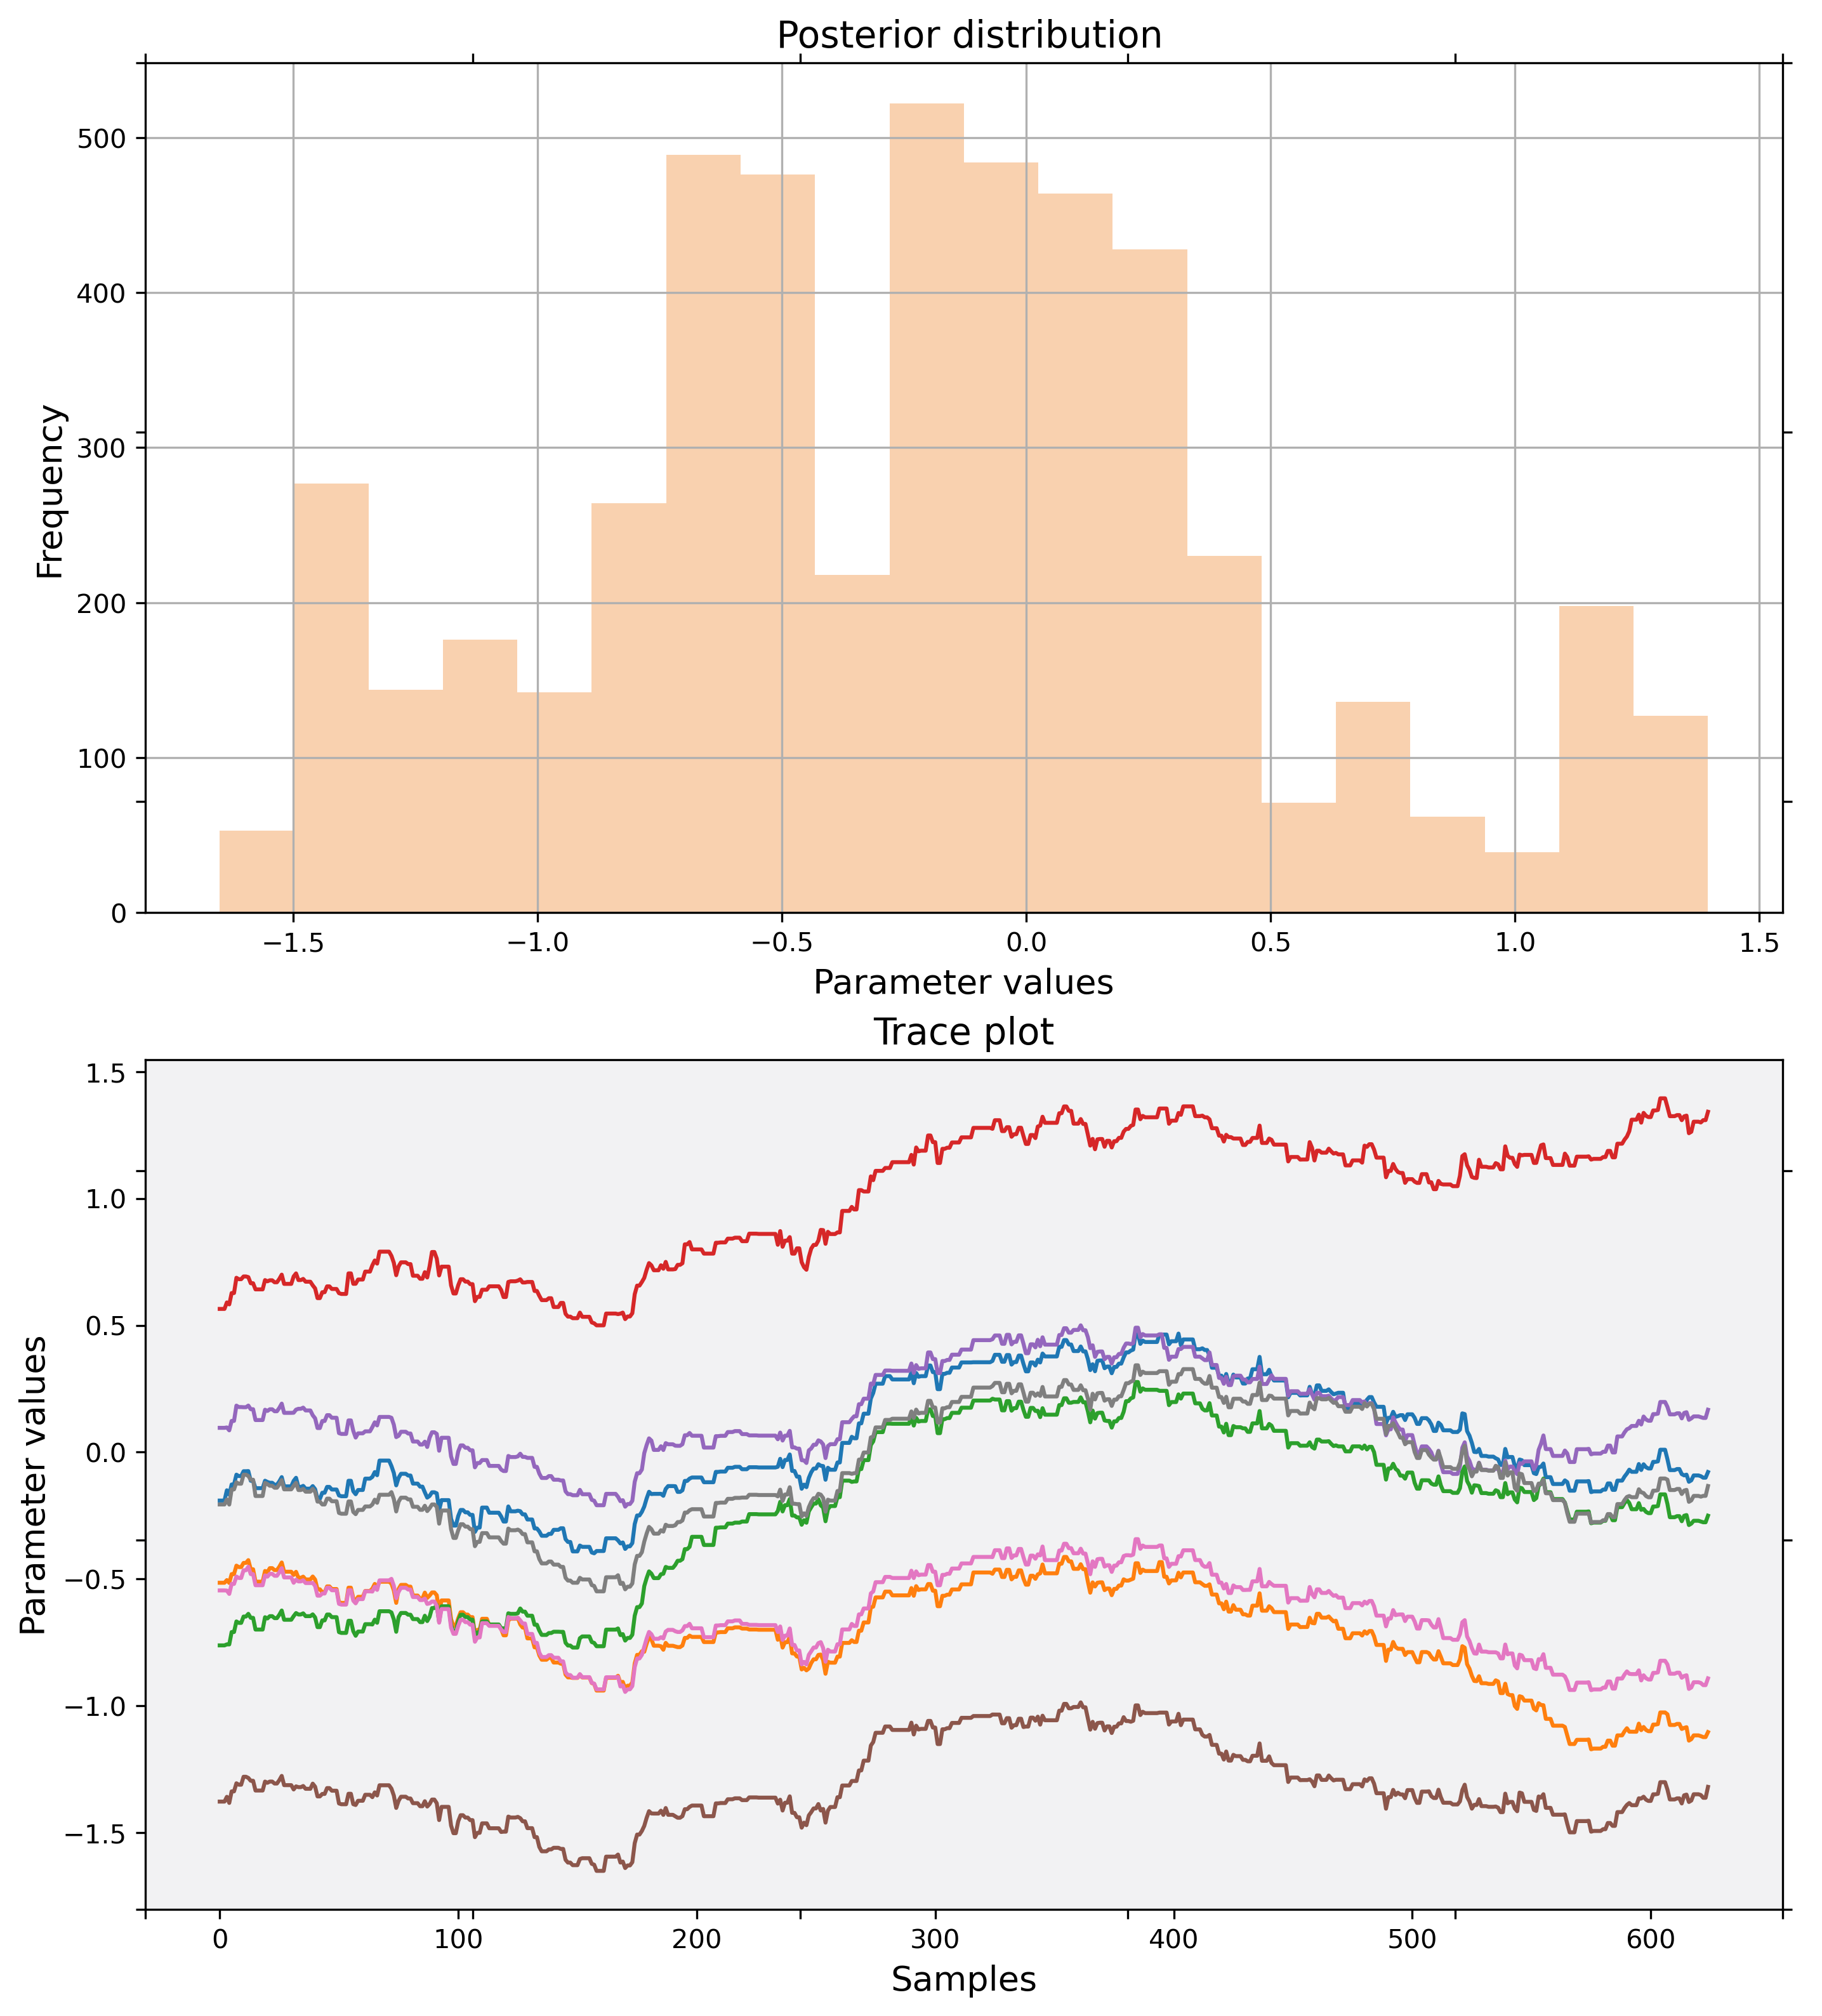 Posterior distribution
500
400
300
200
100
0
Frequency
−1.5 −1.0 −0.5 0.0 0.5 1.0 1.5
Parameter values
Trace plot
1.5
1.0
0.5
0.0
−0.5
−1.0
−1.5
Parameter values
0 100 200 300 400 500 600
Samples